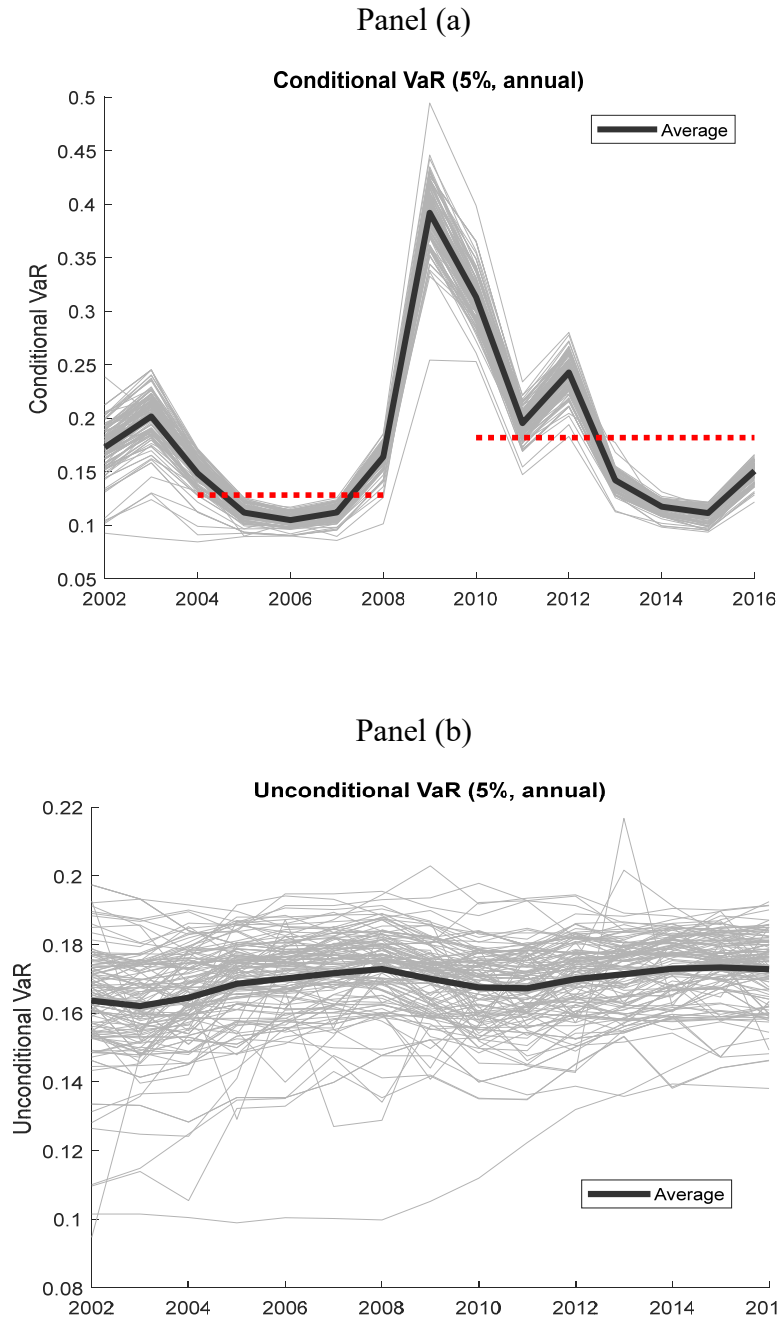 Panel (a)
Conditional VaR (5%, annual)
0.5
0.45
0.4
0.35
0.3
0.25
0.2
0.15
0.1
0.05
Conditional VaR
Average
2002 2004 2006 2008 2010 2012 2014 2016
Panel (b)
Unconditional VaR (5%, annual)
0.22
0.2
0.18
0.16
0.14
0.12
0.1
0.08
Unconditional VaR
Average
2002 2004 2006 2008 2010 2012 2014 201